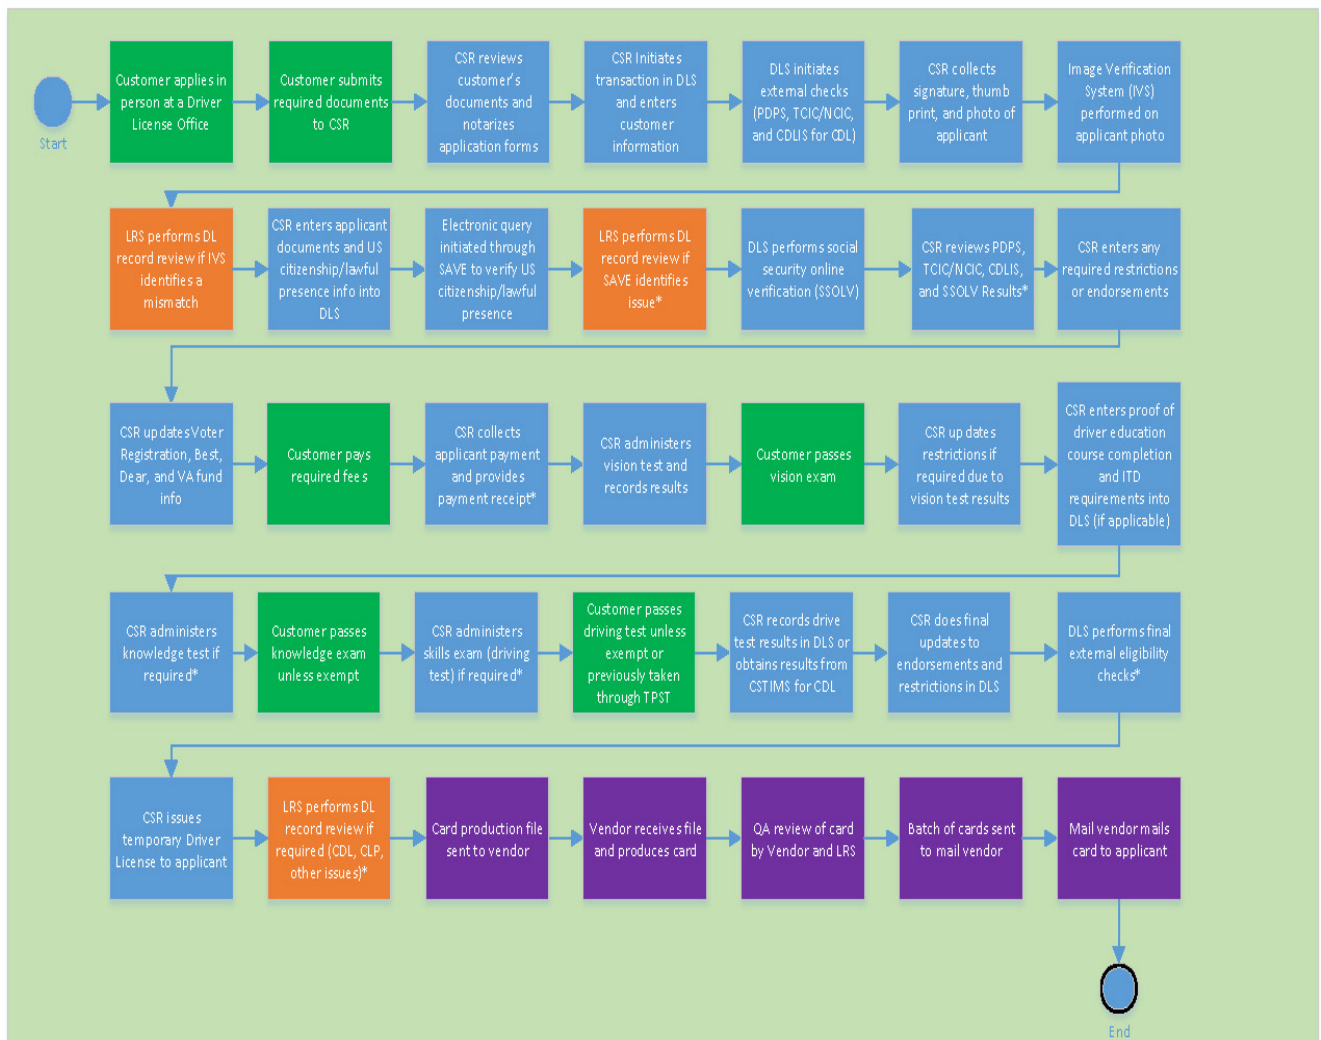 Customer applies in
person at a Driver
License Office
Customer submits
required documents
to CSR
CSR reviews
customer's
documents and
notarizes
application forms
CSR Initiates
transaction in DLS
and enters
customer
information
DLS initiates
external checks
(PDPS, TCIC/NCIC,
and CDLIS for CDL)
CSR collects
signature, thumb
print, and photo of
applicant
Image Verification
System (IVS)
performed on
applicant photo
Start
LRS performs DL
record review if IVS
identifies a
mismatch
CSR enters applicant
documents and US
citizenship/lawful
presence info into
DLS
Electronic query
initiated through
SAVE to verify US
citizenship/lawful
presence
LRS performs DL
record review if
SAVE identifies
issue*
DLS performs social
security online
verification (SSOLV)
CSR reviews PDPS,
TCIC/NCIC, CDLIS,
and SSOLV Results*
CSR enters any
required restrictions
or endorsements
CSR updates Voter
Registration, Best,
Dear, and VA fund
info
Customer pays
required fees
CSR collects
applicant payment
and provides
payment receipt*
CSR administers
vision test and
records results
Customer passes
vision exam
CSR updates
restrictions if
required due to
vision test results
CSR enters proof of
driver education
course completion
and ITD
requirements into
DLS (if applicable)
CSR administers
knowledge test if
required*
Customer passes
knowledge exam
unless exempt
CSR administers
skills exam (driving
test) if required*
Customer passes
driving test unless
exempt or
previously taken
through TPST
CSR records drive
test results in DLS or
obtains results from
CSTIMS for CDL
CSR does final
updates to
endorsements and
restrictions in DLS
DLS performs final
external eligibility
checks*
CSR issues
temporary Driver
License to applicant
LRS performs DL
record review if
required (CDL, CLP,
other issues)*
Card production file
sent to vendor
Vendor receives file
and produces card
QA review of card
by Vendor and LRS
Batch of cards sent
to mail vendor
Mail vendor mails
card to applicant
End